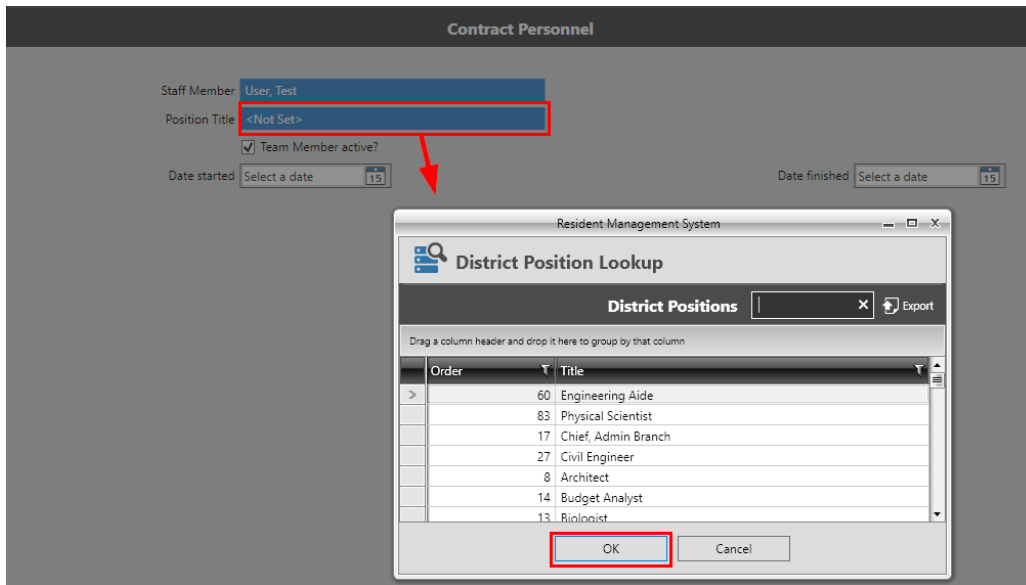 Contract Personnel
Staff Member User, Test
Position Title <Not Set>
Team Member active?
Date started Select a date 15 Date finished Select a date 15
Resident Management System
District Position Lookup
District Positions Export
Drag a column header and drop it here to group by that column
Order Title
60 Engineering Aide
83 Physical Scientist
17 Chief, Admin Branch
27 Civil Engineer
8 Architect
14 Budget Analyst
13 Biologist
OK Cancel